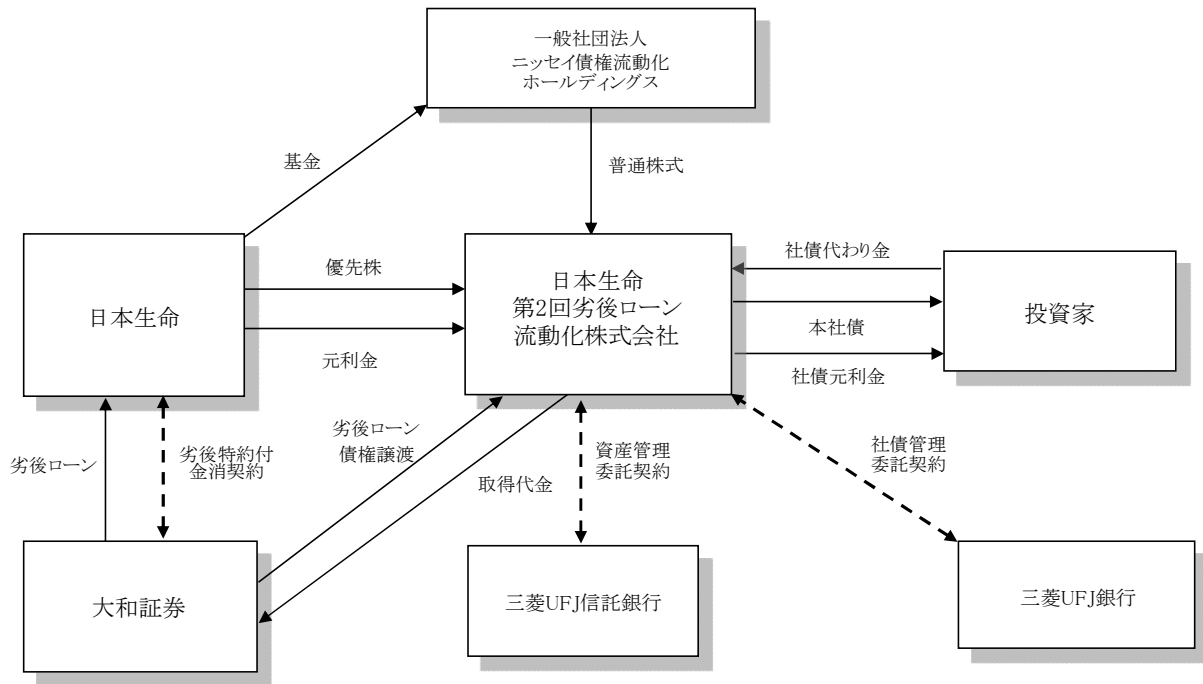 一般社団法人
ニッセイ債権流動化
ホールディングス
基金
普通株式
日本生命
優先株
元利金
日本生命
第2回劣後ローン
流動化株式会社
社債代わり金
本社債
社債元利金
投資家
劣後ローン
劣後特約付
金消契約
劣後ローン
債権譲渡
取得代金
資産管理
委託契約
社債管理
委託契約
大和証券
三菱UFJ信託銀行
三菱UFJ銀行